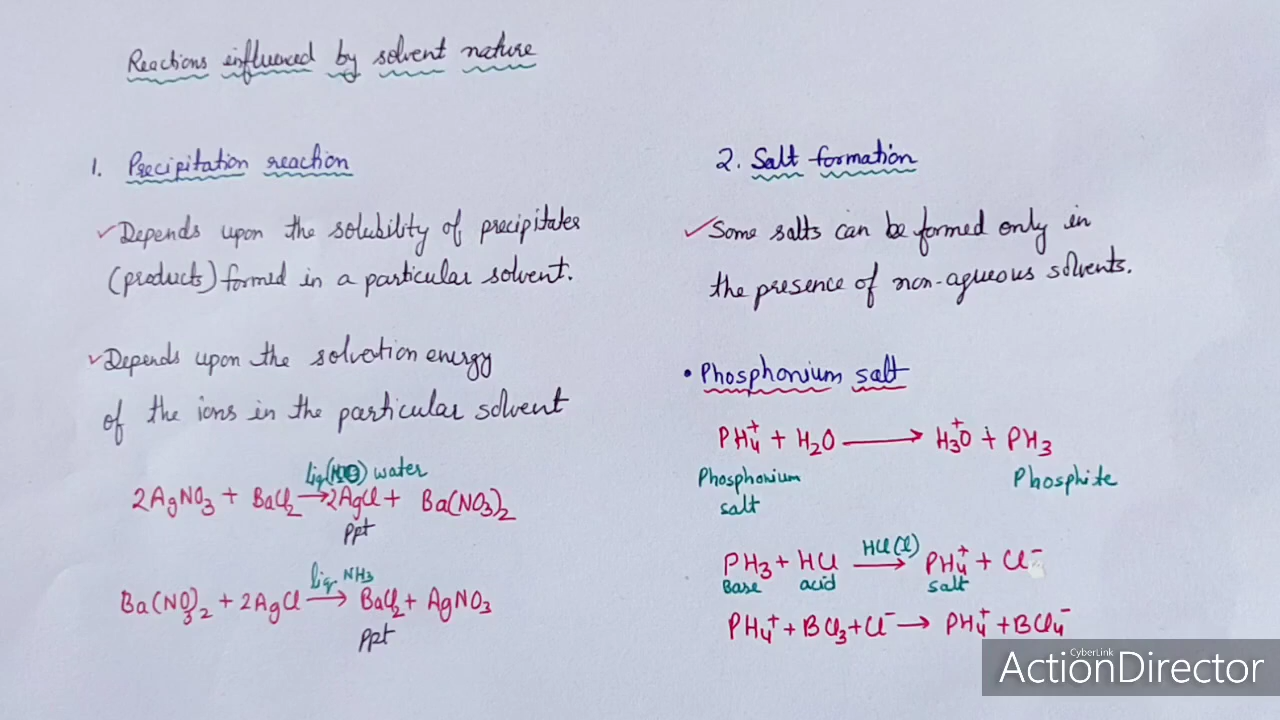 Reactions influenced by solvent nature
1. Precipitation reaction
✓Depends upon the solubility of precipitates
(products) formed in a particular solvent.
✓Depends upon the solvation energy
of the ions in the particular solvent
liq water
2AgNO₃ + BaCl₂ → 2AgCl + Ba(NO₃)₂
ppt
liq NH₃
Ba(NO₃)₂ + 2AgCl → BaCl₂ + AgNO₃
ppt
2. Salt formation
✓Some salts can be formed only in
the presence of non-aqueous solvents.
• Phosphonium salt
PH₄⁺ + H₂O → H₃O⁺ + PH₃
Phosphonium Phosphite
salt
HCl(l)
PH₃ + HCl → PH₄⁺ + Cl⁻
Base acid salt
PH₄⁺ + BCl₃ + Cl⁻ → PH₄⁺ + BCl₄⁻
CyberLink
ActionDirector